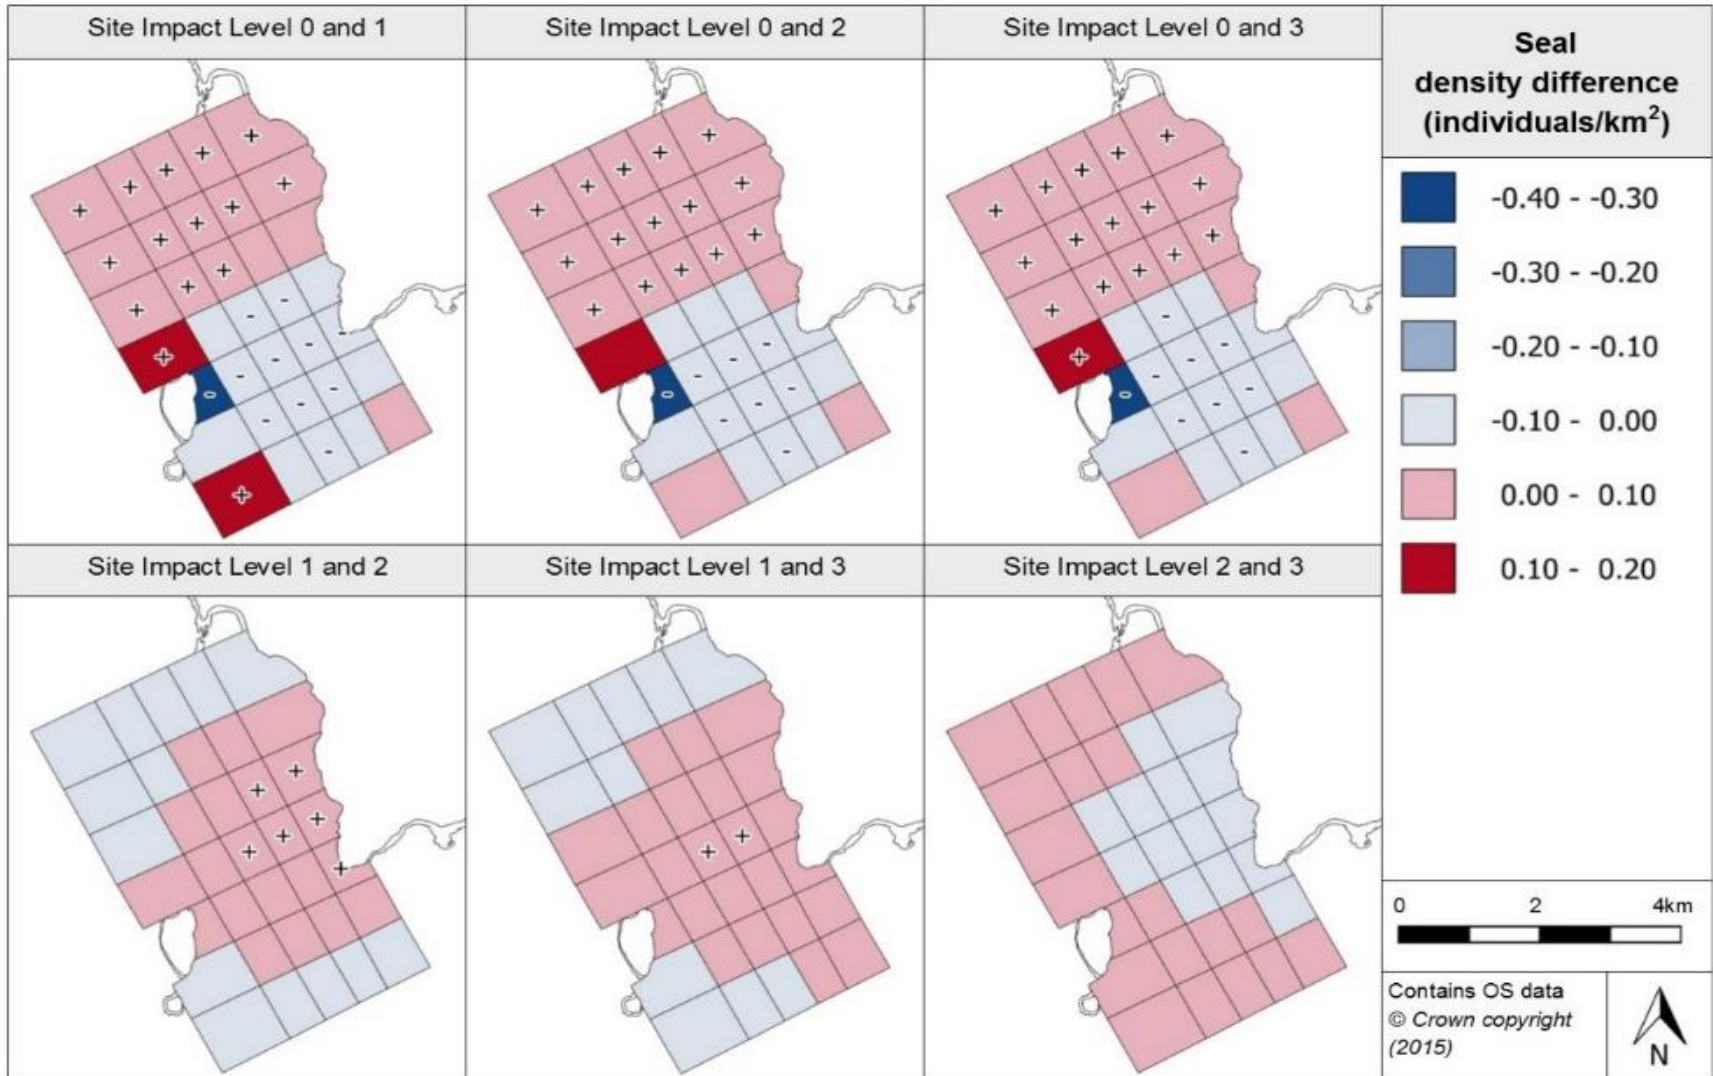 Site Impact Level 0 and 1
Site Impact Level 0 and 2
Site Impact Level 0 and 3
Seal
density difference
(individuals/km²)
-0.40 - -0.30
-0.30 - -0.20
-0.20 - -0.10
-0.10 - 0.00
0.00 - 0.10
0.10 - 0.20
Site Impact Level 1 and 2
Site Impact Level 1 and 3
Site Impact Level 2 and 3
0 2 4km
Contains OS data
© Crown copyright
(2015)
N